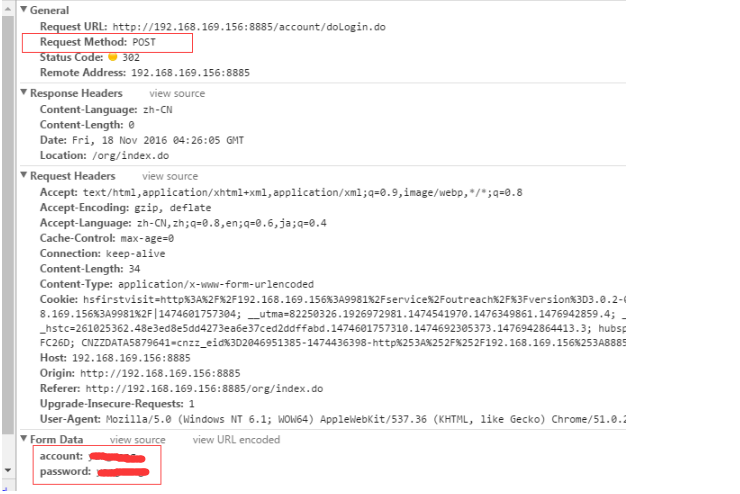 General
Request URL: http://192.168.169.156:8885/account/doLogin.do
Request Method: POST
Status Code: 302
Remote Address: 192.168.169.156:8885
Response Headers view source
Content-Language: zh-CN
Content-Length: 0
Date: Fri, 18 Nov 2016 04:26:05 GMT
Location: /org/index.do
Request Headers view source
Accept: text/html,application/xhtml+xml,application/xml;q=0.9,image/webp,*/*;q=0.8
Accept-Encoding: gzip, deflate
Accept-Language: zh-CN,zh;q=0.8,en;q=0.6,ja;q=0.4
Cache-Control: max-age=0
Connection: keep-alive
Content-Length: 34
Content-Type: application/x-www-form-urlencoded
Cookie: hsfirstvisit=http%3A%2F%2F192.168.169.156%3A9981%2Fservice%2Foutreach%2F%3Fversion%3D3.0.2-
8.169.156%3A9981%2F|1474601757304; __utma=82250326.1926972981.1474541970.1476349861.1476942859.4; _
_hstc=261025362.48e3ed8e5dd4273ea6e37ced2ddffabd.1474601757310.1474692305373.1476942864413.3; hubsp
FC26D; CNZZDATA5879641=cnzz_eid%3D2046951385-1474436398-http%253A%252F%252F192.168.169.156%253A8885
Host: 192.168.169.156:8885
Origin: http://192.168.169.156:8885
Referer: http://192.168.169.156:8885/org/index.do
Upgrade-Insecure-Requests: 1
User-Agent: Mozilla/5.0 (Windows NT 6.1; WOW64) AppleWebKit/537.36 (KHTML, like Gecko) Chrome/51.0.2
Form Data view source view URL encoded
account:
password: